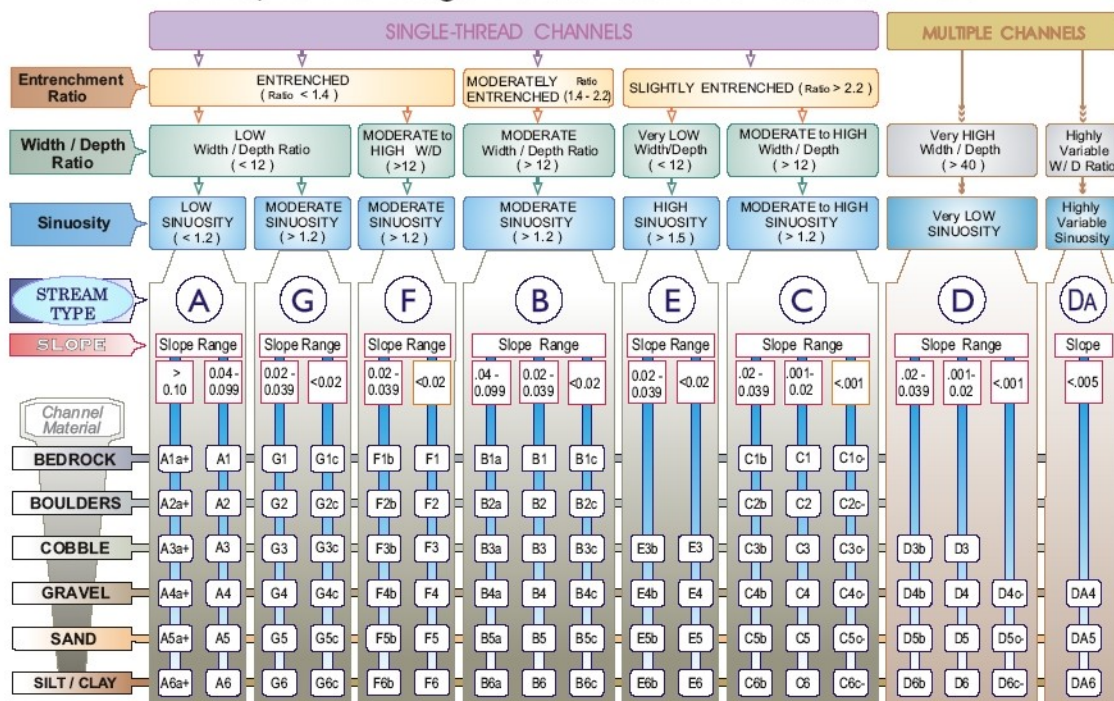 SINGLE-THREAD CHANNELS
MULTIPLE CHANNELS
Entrenchment
Ratio
ENTRENCHED
( Ratio < 1.4 )
MODERATELY Ratio
ENTRENCHED (1.4 - 2.2)
SLIGHTLY ENTRENCHED ( Ratio > 2.2 )
Width / Depth
Ratio
LOW
Width / Depth Ratio
( < 12 )
MODERATE to
HIGH W/D
( >12 )
MODERATE
Width / Depth Ratio
( > 12 )
Very LOW
Width/Depth
( < 12 )
MODERATE to HIGH
Width / Depth
( > 12 )
Very HIGH
Width / Depth
( > 40 )
Highly
Variable
W/ D Ratio
Sinuosity
LOW
SINUOSITY
( < 1.2 )
MODERATE
SINUOSITY
( > 1.2 )
MODERATE
SINUOSITY
( > 1.2 )
MODERATE
SINUOSITY
( > 1.2 )
HIGH
SINUOSITY
( > 1.5 )
MODERATE to HIGH
SINUOSITY
( > 1.2 )
Very LOW
SINUOSITY
Highly
Variable
Sinuosity
STREAM
TYPE
A G F B E C D DA
SLOPE
Slope Range Slope Range Slope Range Slope Range Slope Range Slope Range Slope Range Slope
>
0.10
0.04 -
0.099
0.02 -
0.039
<0.02
0.02 -
0.039
<0.02
.04 -
0.099
0.02 -
0.039
<0.02
0.02 -
0.039
<0.02
.02 -
0.039
.001-
0.02
<.001
.02 -
0.039
.001-
0.02
<.001
<.005
Channel
Material
BEDROCK A1a+ A1 G1 G1c F1b F1 B1a B1 B1c C1b C1 C1c-
BOULDERS A2a+ A2 G2 G2c F2b F2 B2a B2 B2c C2b C2 C2c-
COBBLE A3a+ A3 G3 G3c F3b F3 B3a B3 B3c E3b E3 C3b C3 C3c- D3b D3
GRAVEL A4a+ A4 G4 G4c F4b F4 B4a B4 B4c E4b E4 C4b C4 C4c- D4b D4 D4c- DA4
SAND A5a+ A5 G5 G5c F5b F5 B5a B5 B5c E5b E5 C5b C5 C5c- D5b D5 D5c- DA5
SILT / CLAY A6a+ A6 G6 G6c F6b F6 B6a B6 B6c E6b E6 C6b C6 C6c- D6b D6 D6c- DA6